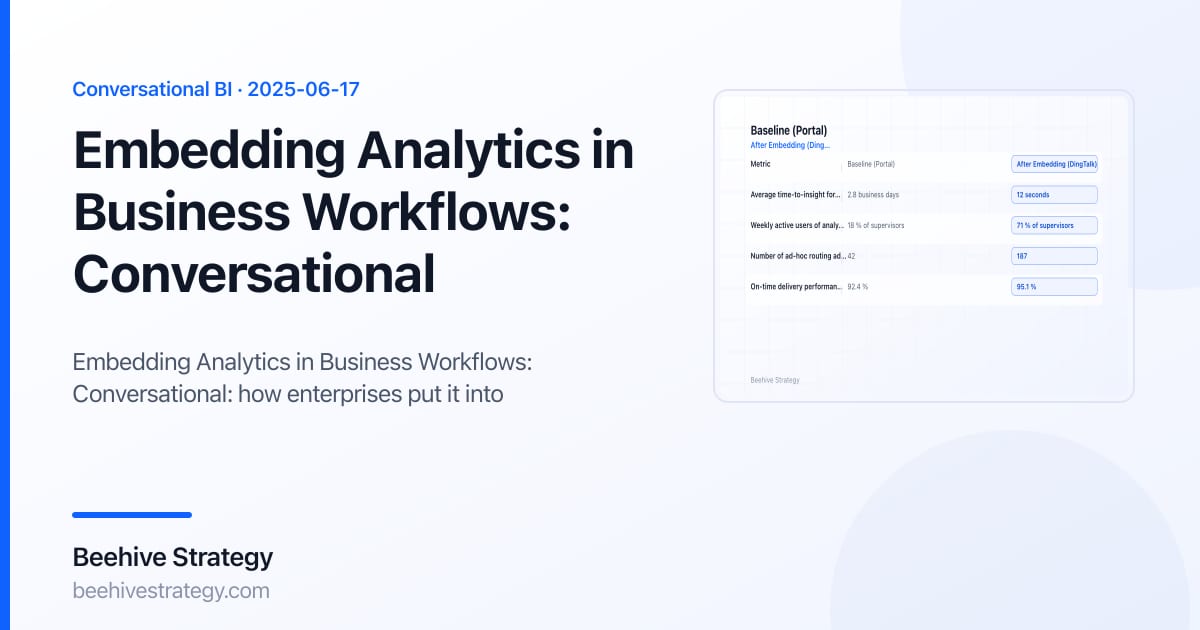 Conversational BI · 2025-06-17
Embedding Analytics in
Business Workflows:
Conversational
Embedding Analytics in Business Workflows:
Conversational: how enterprises put it into
Beehive Strategy
beehivestrategy.com
Baseline (Portal)
After Embedding (Ding...
Metric Baseline (Portal) After Embedding (DingTalk)
Average time-to-insight for... 2.8 business days 12 seconds
Weekly active users of analy... 18 % of supervisors 71 % of supervisors
Number of ad-hoc routing ad... 42 187
On-time delivery performan... 92.4 % 95.1 %
Beehive Strategy